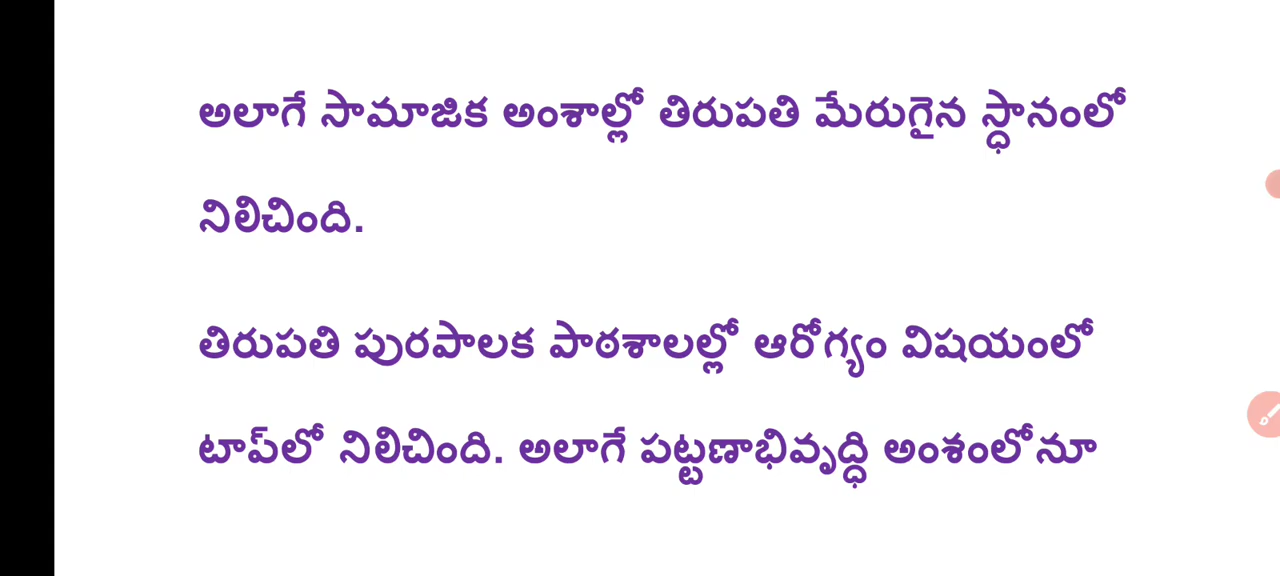 అలాగే సామాజిక అంశాల్లో తిరుపతి మేరుగైన స్ధానంలో
నిలిచింది.
తిరుపతి పురపాలక పాఠశాలల్లో ఆరోగ్యం విషయంలో
టాప్‌లో నిలిచింది. అలాగే పట్టణాభివృద్ధి అంశంలోనూ